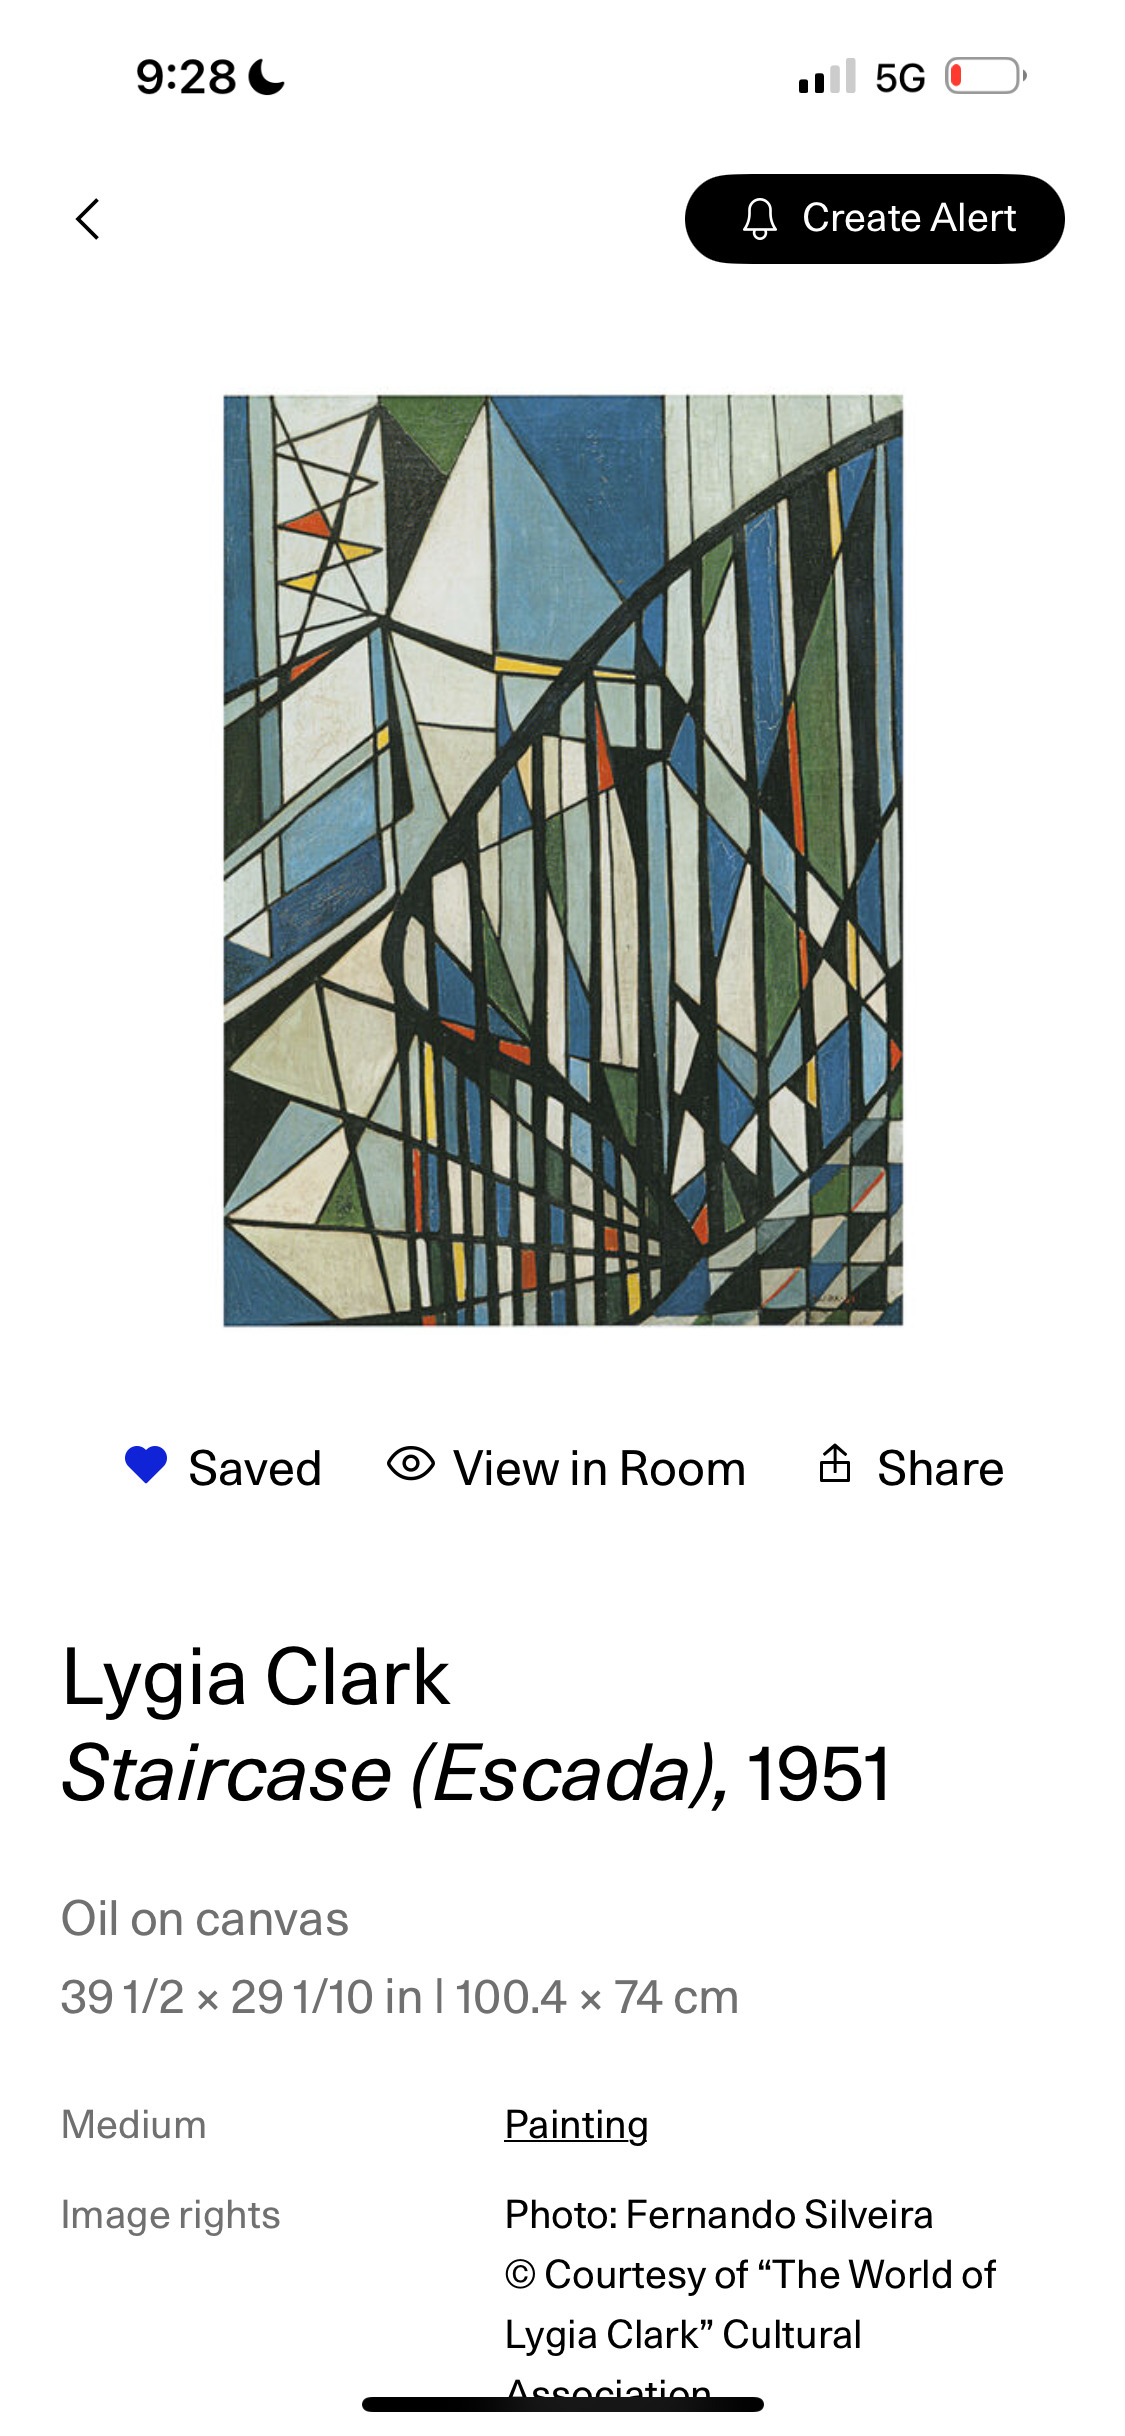 9:28
5G
Create Alert
Saved
View in Room
Share
Lygia Clark
Staircase (Escada), 1951
Oil on canvas
39 1/2 × 29 1/10 in | 100.4 × 74 cm
Medium
Painting
Image rights
Photo: Fernando Silveira
© Courtesy of “The World of
Lygia Clark” Cultural
Association